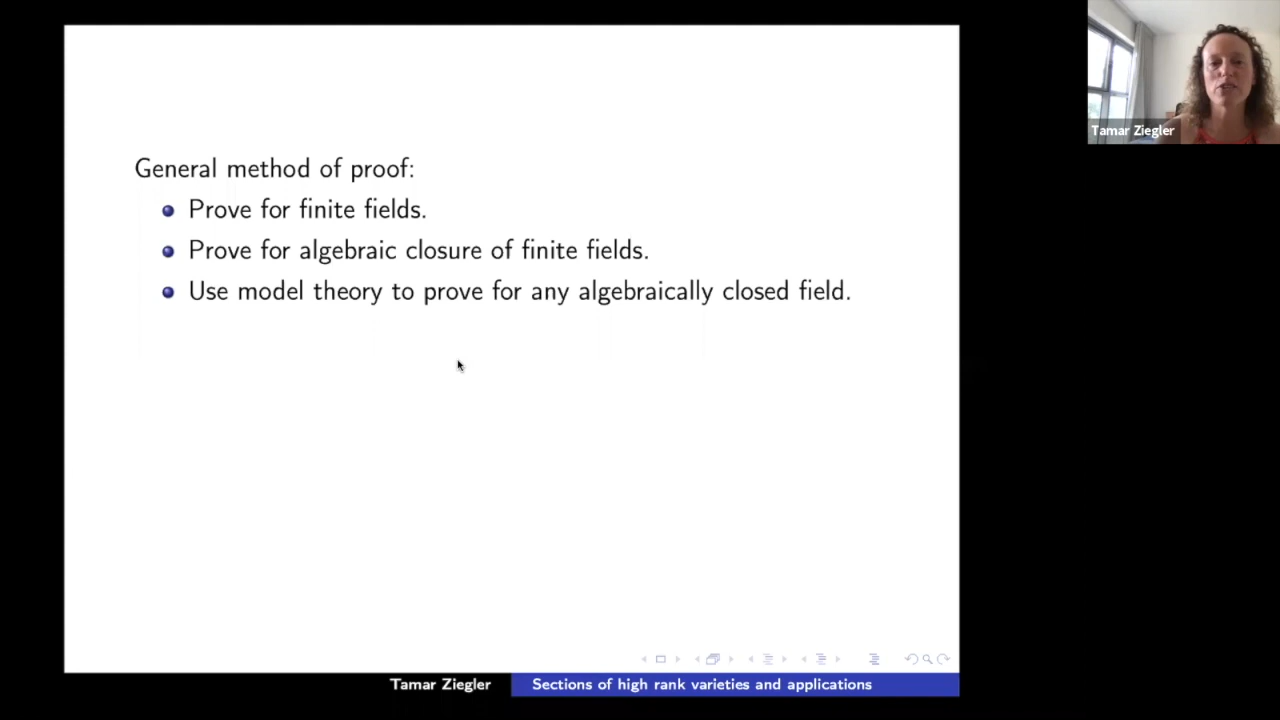 General method of proof:
Prove for finite fields.
Prove for algebraic closure of finite fields.
Use model theory to prove for any algebraically closed field.
Tamar Ziegler
Tamar Ziegler
Sections of high rank varieties and applications